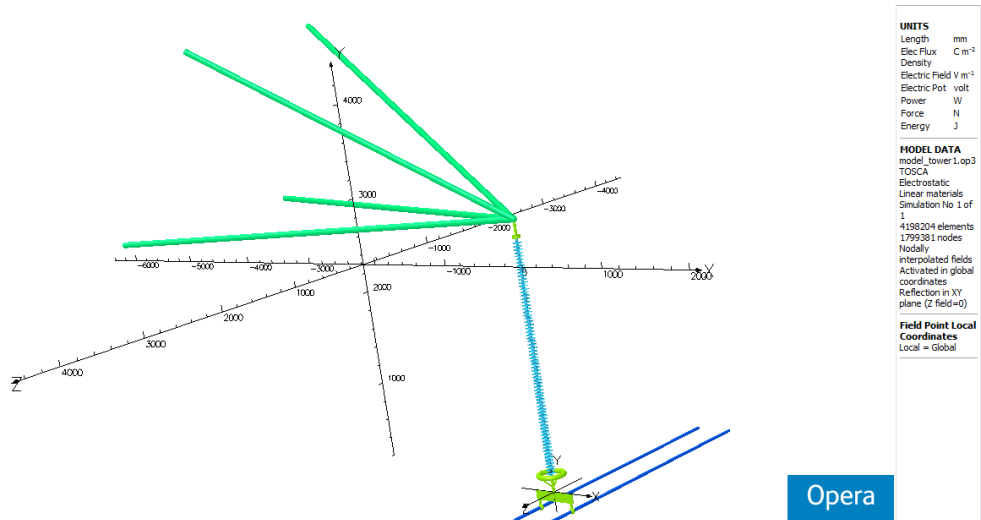 Y
4000
3000
-4000
-3000
-2000
-1000
-6000
-5000
-4000
-3000
-1000
0
1000
2000
X
1000
2000
2000
3000
4000
Z
1000
Y
X
Z
UNITS
Length mm
Elec Flux Density C m⁻²
Electric Field V m⁻¹
Electric Pot volt
Power W
Force N
Energy J
MODEL DATA
model_tower1.op3
TOSCA
Electrostatic
Linear materials
Simulation No 1 of
1
4198204 elements
1799381 nodes
Nodally
interpolated fields
Activated in global
coordinates
Reflection in XY
plane (Z field=0)
Field Point Local
Coordinates
Local = Global
Opera